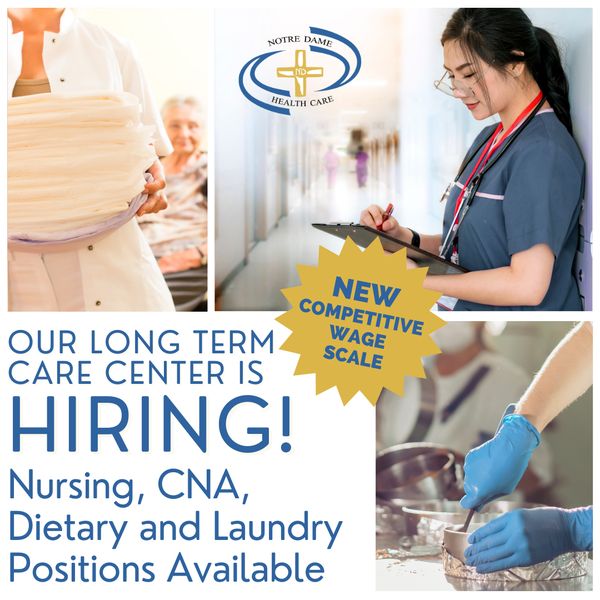 NOTRE DAME
ND
HEALTH CARE
NEW
COMPETITIVE
WAGE
SCALE
OUR LONG TERM
CARE CENTER IS
HIRING!
Nursing, CNA,
Dietary and Laundry
Positions Available